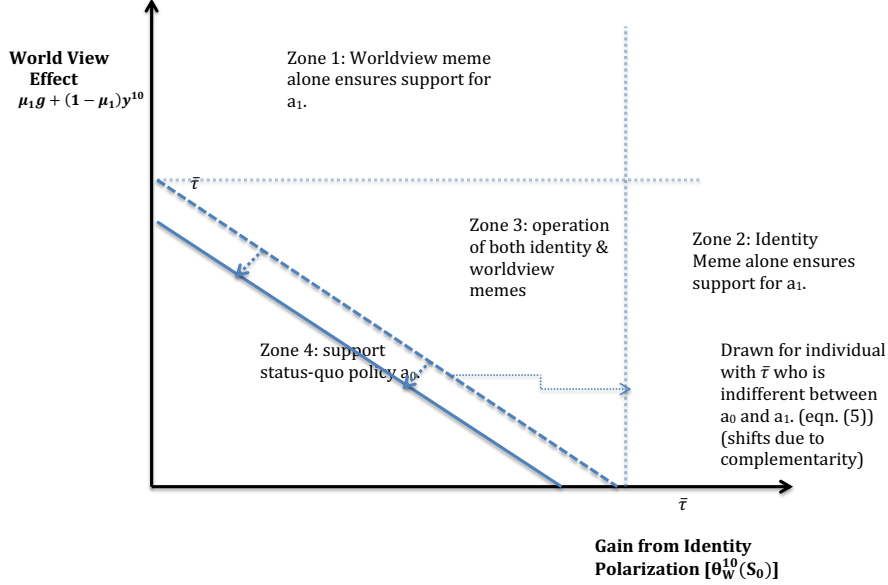 World View
Effect
μ₁g + (1 − μ₁)y¹⁰
Zone 1: Worldview meme
alone ensures support for
a₁.
τ̄
Zone 3: operation
of both identity &
worldview
memes
Zone 2: Identity
Meme alone ensures
support for a₁.
Zone 4: support
status-quo policy a₀.
Drawn for individual
with τ̄ who is
indifferent between
a₀ and a₁. (eqn. (5))
(shifts due to
complementarity)
τ̄
Gain from Identity
Polarization [θ_W^10(S₀)]